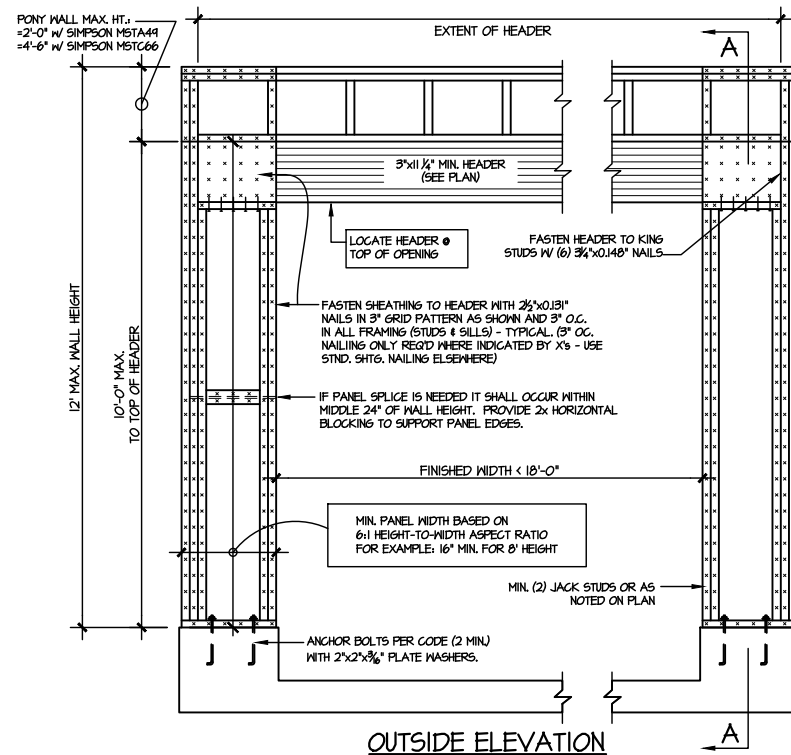 PONY WALL MAX. HT.:
=2'-0" W/ SIMPSON MSTA49
=4'-6" W/ SIMPSON MSTC66
EXTENT OF HEADER
A
3"x11 1/4" MIN. HEADER
(SEE PLAN)
LOCATE HEADER @
TOP OF OPENING
FASTEN HEADER TO KING
STUDS W/ (6) 3 1/4"x0.148" NAILS
FASTEN SHEATHING TO HEADER WITH 2 1/2"x0.131"
NAILS IN 3" GRID PATTERN AS SHOWN AND 3" O.C.
IN ALL FRAMING (STUDS & SILLS) - TYPICAL. (3" OC.
NAILIING ONLY REQ'D WHERE INDICATED BY X's - USE
STND. SHTG. NAILING ELSEWHERE)
12' MAX. WALL HEIGHT
10'-0" MAX.
TO TOP OF HEADER
IF PANEL SPLICE IS NEEDED IT SHALL OCCUR WITHIN
MIDDLE 24" OF WALL HEIGHT. PROVIDE 2x HORIZONTAL
BLOCKING TO SUPPORT PANEL EDGES.
FINISHED WIDTH < 18'-0"
MIN. PANEL WIDTH BASED ON
6:1 HEIGHT-TO-WIDTH ASPECT RATIO
FOR EXAMPLE: 16" MIN. FOR 8' HEIGHT
MIN. (2) JACK STUDS OR AS
NOTED ON PLAN
ANCHOR BOLTS PER CODE (2 MIN.)
WITH 2"x2"x3/16" PLATE WASHERS.
A
OUTSIDE ELEVATION